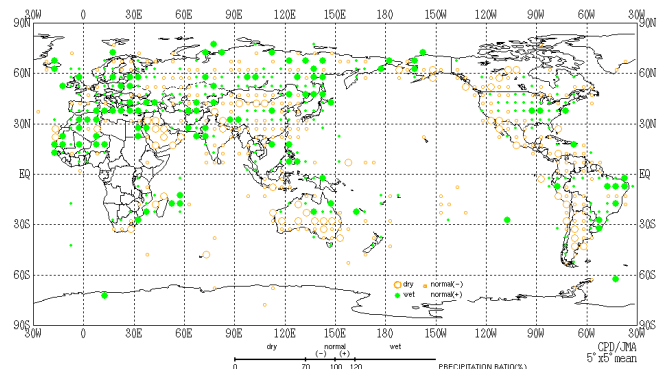 90N 90N
60N 60N
30N 30N
EQ EQ
30S 30S
60S 60S
dry normal(-)
wet normal(+)
90S 90S
30W 0 30E 60E 90E 120E 150E 180 150W 120W 90W 60W 30W
CPD/JMA
5°x5°mean
dry normal wet
(-) (+)
0 70 100 120
PRECIPITATION RATIO(%)